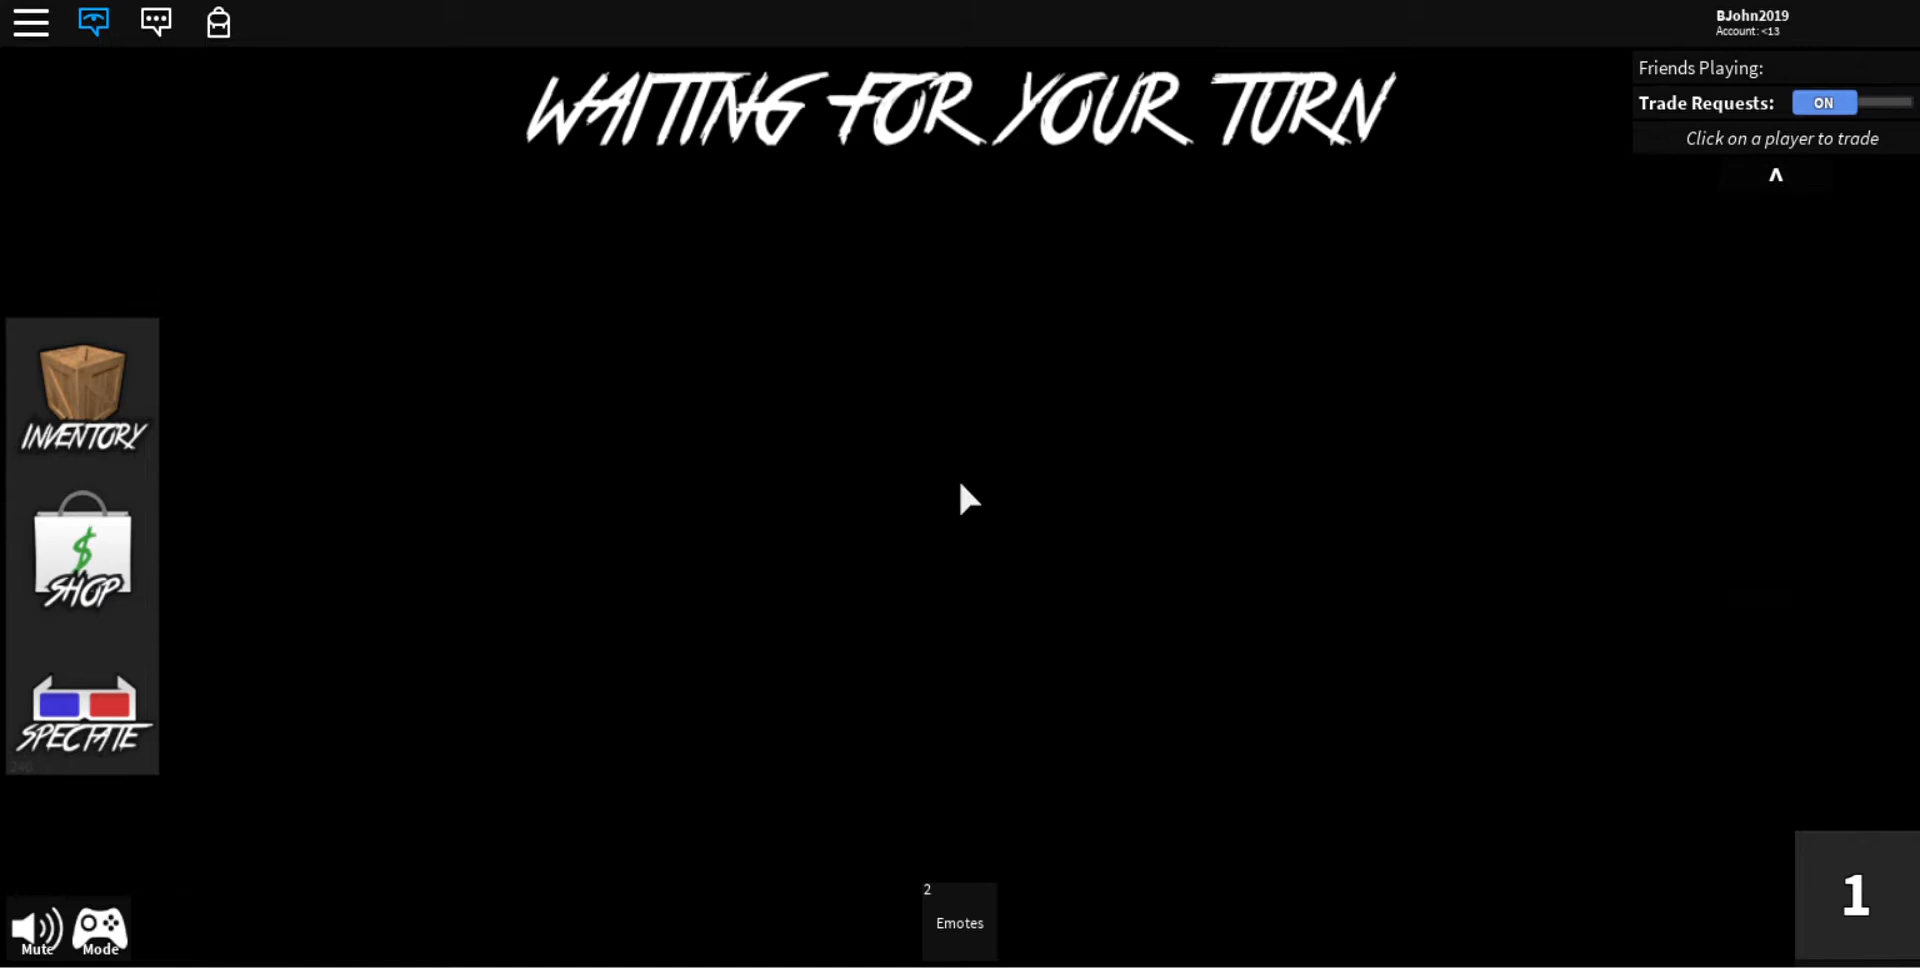 BJohn2019
Account: <13
WAITING FOR YOUR TURN
Friends Playing:
Trade Requests: ON
Click on a player to trade
INVENTORY
$
SHOP
SPECTATE
240
2
Emotes
1
Mute
Mode